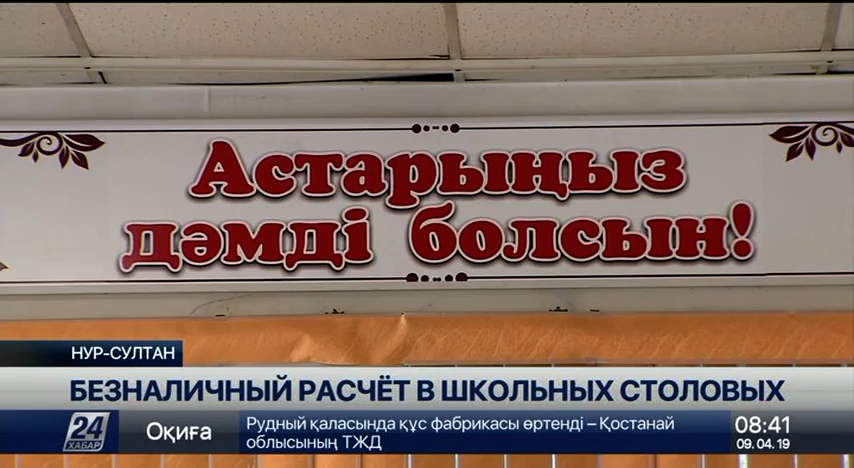 Астарыңыз
дәмді болсын!
НУР-СУЛТАН
БЕЗНАЛИЧНЫЙ РАСЧЁТ В ШКОЛЬНЫХ СТОЛОВЫХ
24
ХАБАР
Оқиға
Рудный қаласында құс фабрикасы өртенді – Қостанай
облысының ТЖД
08:41
09.04.19